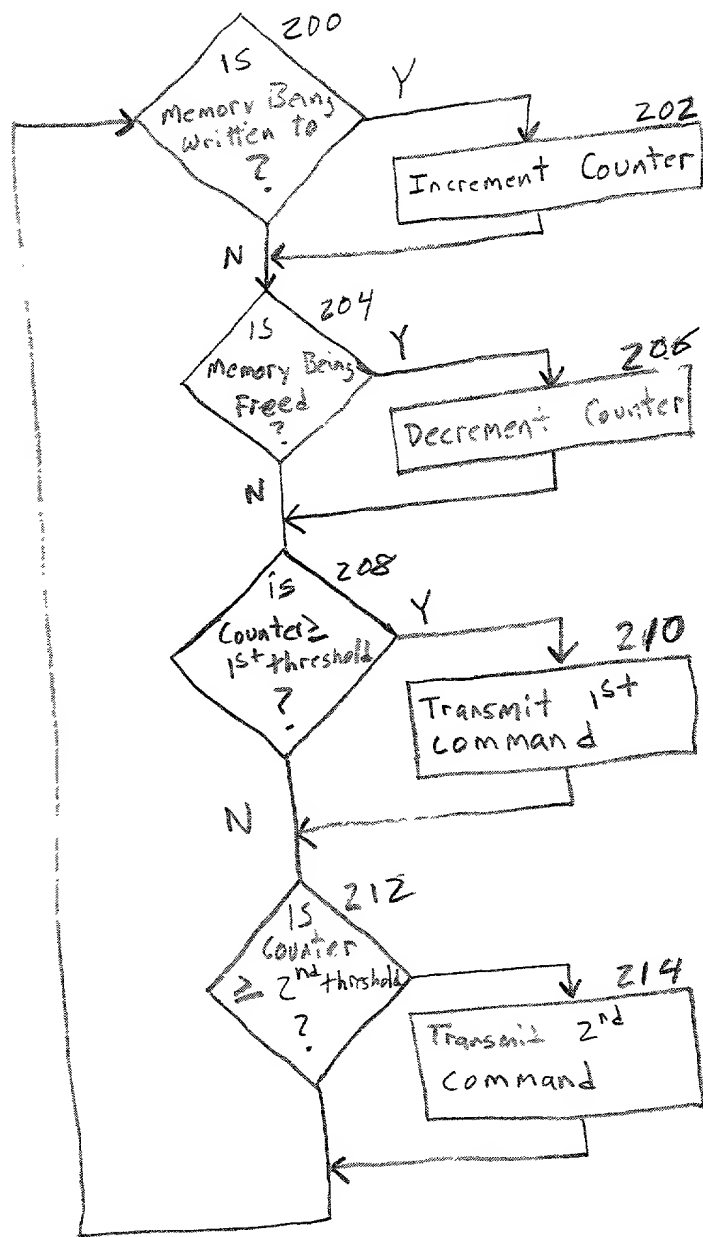 200
IS
Memory Being
Written to
?
Y
202
Increment Counter
N
204
IS
Memory Being
Freed
?
Y
206
Decrement Counter
N
208
is
Counter ≥
1st threshold
?
Y
210
Transmit 1st
command
N
212
IS
Counter
≥ 2nd threshold
?
214
Transmit 2nd
command